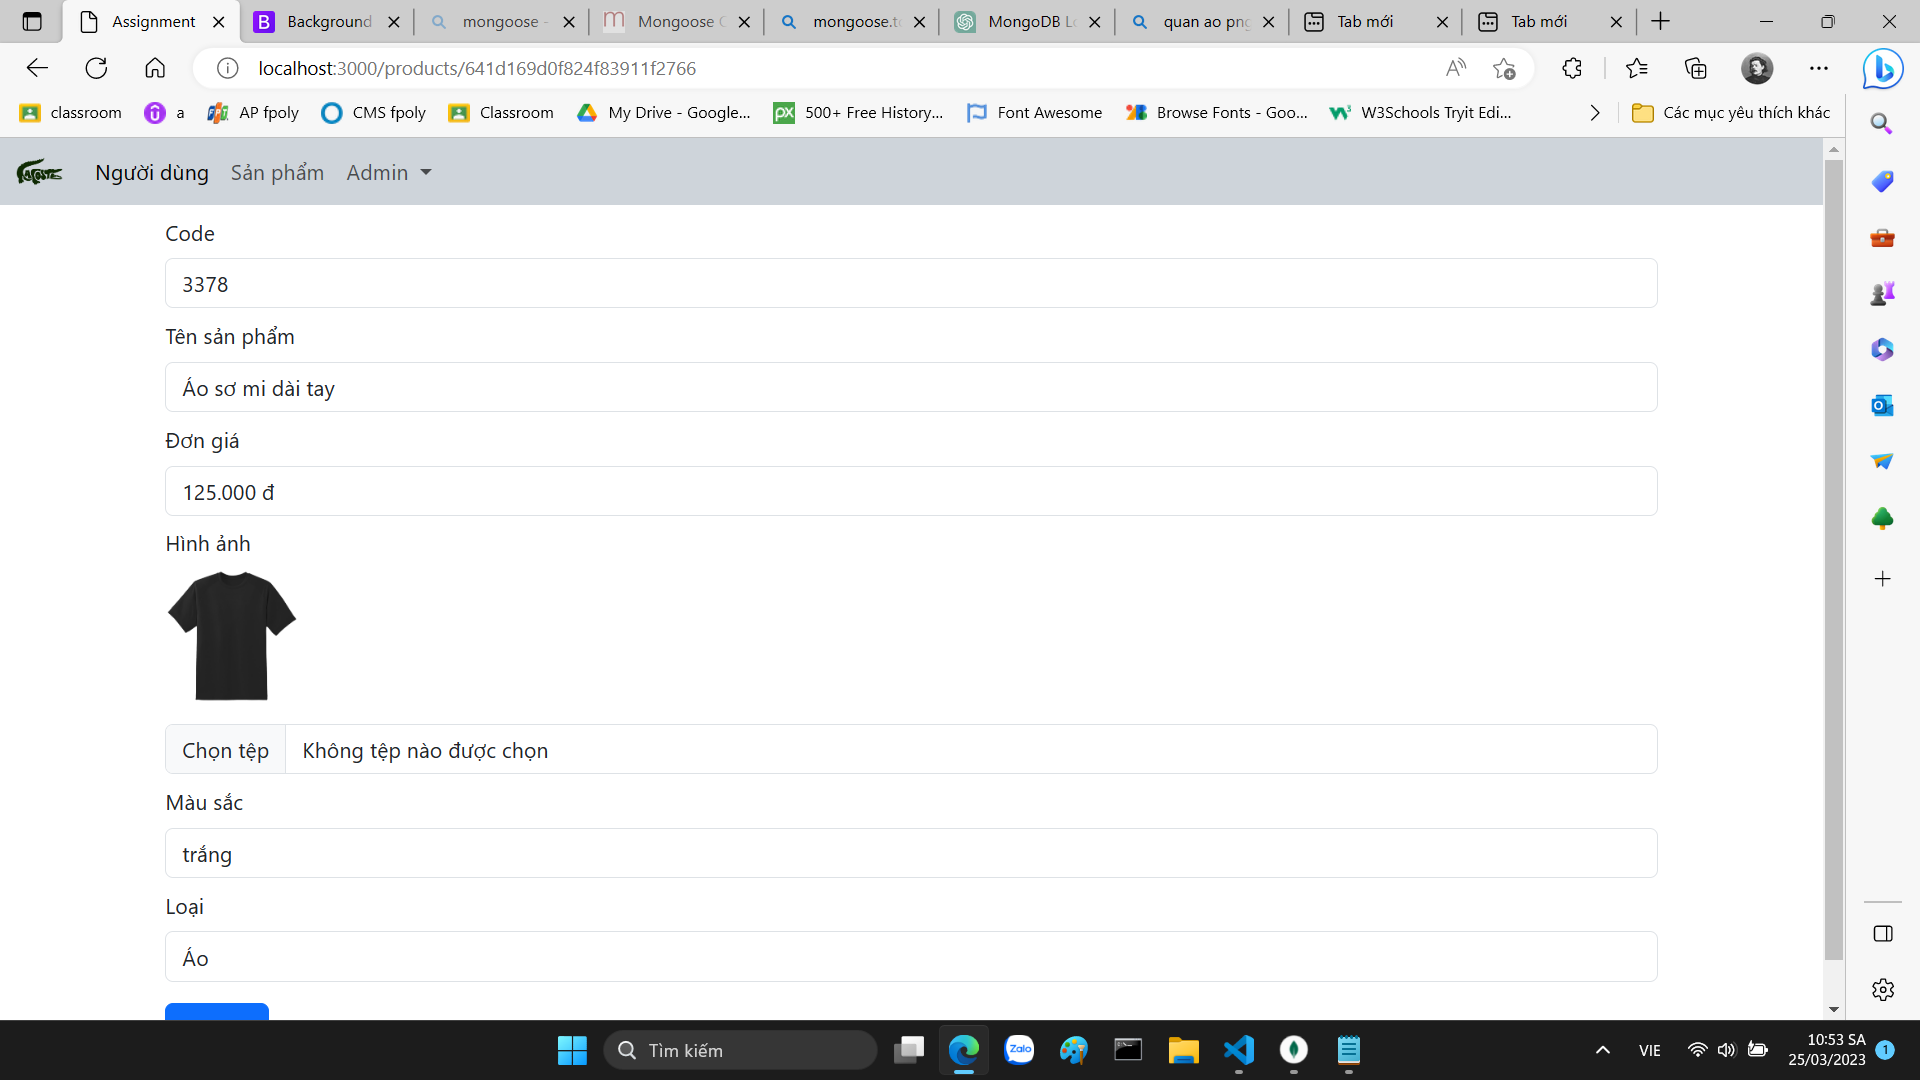 Assignment
Background
mongoose -
Mongoose
mongoose.t
MongoDB Lo
quan ao png
Tab mới
Tab mới
localhost:3000/products/641d169d0f824f83911f2766
classroom
a
AP fpoly
CMS fpoly
Classroom
My Drive - Google...
500+ Free History...
Font Awesome
Browse Fonts - Goo...
W3Schools Tryit Edi...
Các mục yêu thích khác
Người dùng
Sản phẩm
Admin
Code
3378
Tên sản phẩm
Áo sơ mi dài tay
Đơn giá
125.000 đ
Hình ảnh
Chọn tệp
Không tệp nào được chọn
Màu sắc
trắng
Loại
Áo
Tìm kiếm
Zalo
VIE
10:53 SA
25/03/2023
1